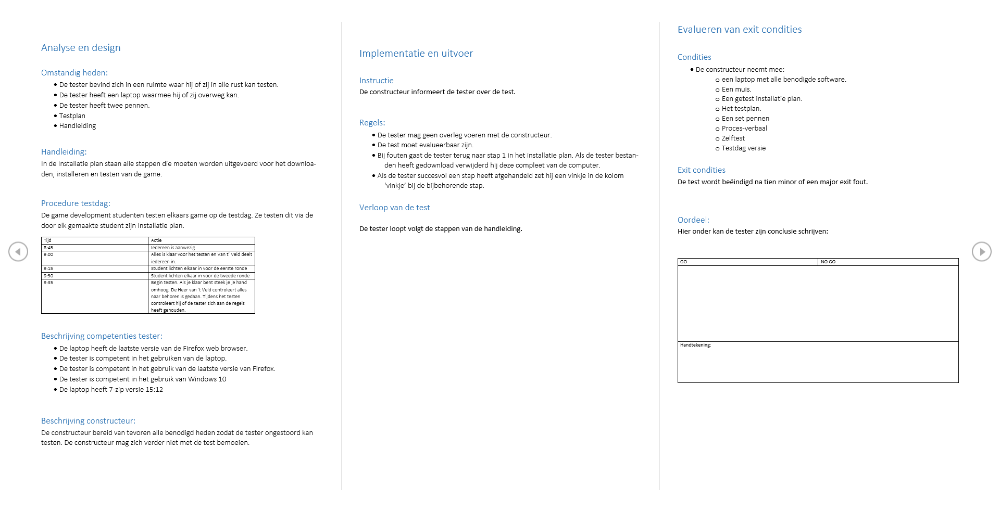 Analyse en design
Omstandig heden:
• De tester bevind zich in een ruimte waar hij of zij in alle rust kan testen.
• De tester heeft een laptop waarmee hij of zij overweg kan.
• De tester heeft twee pennen.
• Testplan
• Handleiding
Handleiding:
In de Installatie plan staan alle stappen die moeten worden uitgevoerd voor het downloa-
den, installeren en testen van de game.
Procedure testdag:
De game development studenten testen elkaars game op de testdag. Ze testen dit via de
door elk gemaakte student zijn Installatie plan.
Tijd Actie
8:45 Iedereen is aanwezig
9:00 Alles is klaar voor het testen en Van t’ Veld deelt
iedereen in.
9:15 Student lichten elkaar in voor de eerste ronde
9:30 Student lichten elkaar in voor de tweede ronde
9:35 Begin testen. Als je klaar bent steek je je hand
omhoog. De Heer van ‘t Veld controleert alles
naar behoren is gedaan. Tijdens het testen
controleert hij of de tester zich aan de regels
heeft gehouden.
Beschrijving competenties tester:
• De laptop heeft de laatste versie van de Firefox web browser.
• De tester is competent in het gebruiken van de laptop.
• De tester is competent in het gebruik van de laatste versie van Firefox.
• De tester is competent in het gebruik van Windows 10
• De laptop heeft 7-zip versie 15:12
Beschrijving constructeur:
De constructeur bereid van tevoren alle benodigd heden zodat de tester ongestoord kan
testen. De constructeur mag zich verder niet met de test bemoeien.
Implementatie en uitvoer
Instructie
De constructeur informeert de tester over de test.
Regels:
• De tester mag geen overleg voeren met de constructeur.
• De test moet evalueerbaar zijn.
• Bij fouten gaat de tester terug naar stap 1 in het installatie plan. Als de tester bestan-
den heeft gedownload verwijderd hij deze compleet van de computer.
• Als de tester succesvol een stap heeft afgehandeld zet hij een vinkje in de kolom
‘vinkje’ bij de bijbehorende stap.
Verloop van de test
De tester loopt volgt de stappen van de handleiding.
Evalueren van exit condities
Condities
• De constructeur neemt mee:
o een laptop met alle benodigde software.
o Een muis.
o Een getest installatie plan.
o Het testplan.
o Een set pennen
o Proces-verbaal
o Zelftest
o Testdag versie
Exit condities
De test wordt beëindigd na tien minor of een major exit fout.
Oordeel:
Hier onder kan de tester zijn conclusie schrijven:
GO NO GO
Handtekening: